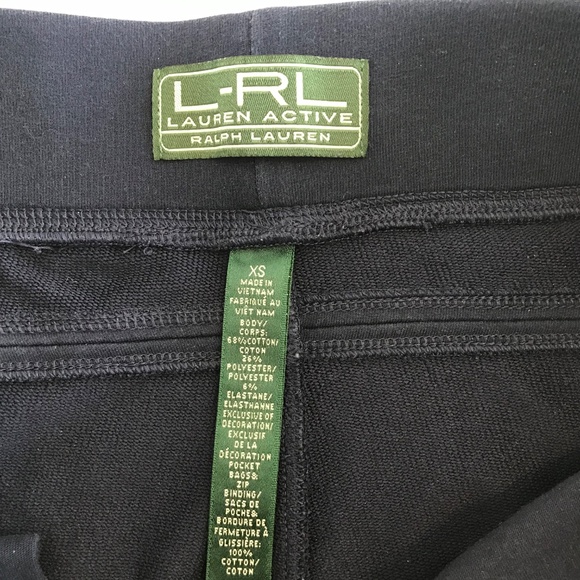 L-RL
LAUREN ACTIVE
RALPH LAUREN
XS
MADE IN
VIETNAM
FABRIQUÉ AU
VIÊT NAM
BODY/
CORPS:
68% COTTON/
COTON
26%
POLYESTER/
POLYESTER
6%
ELASTANE/
ELASTHANNE
EXCLUSIVE OF
DECORATION/
EXCLUSIF
DE LA
DÉCORATION
POCKET
BAGS&
ZIP
BINDING/
SACS DE
POCHE&
BORDURE DE
FERMETURE À
GLISSIÈRE:
100%
COTTON/
COTON